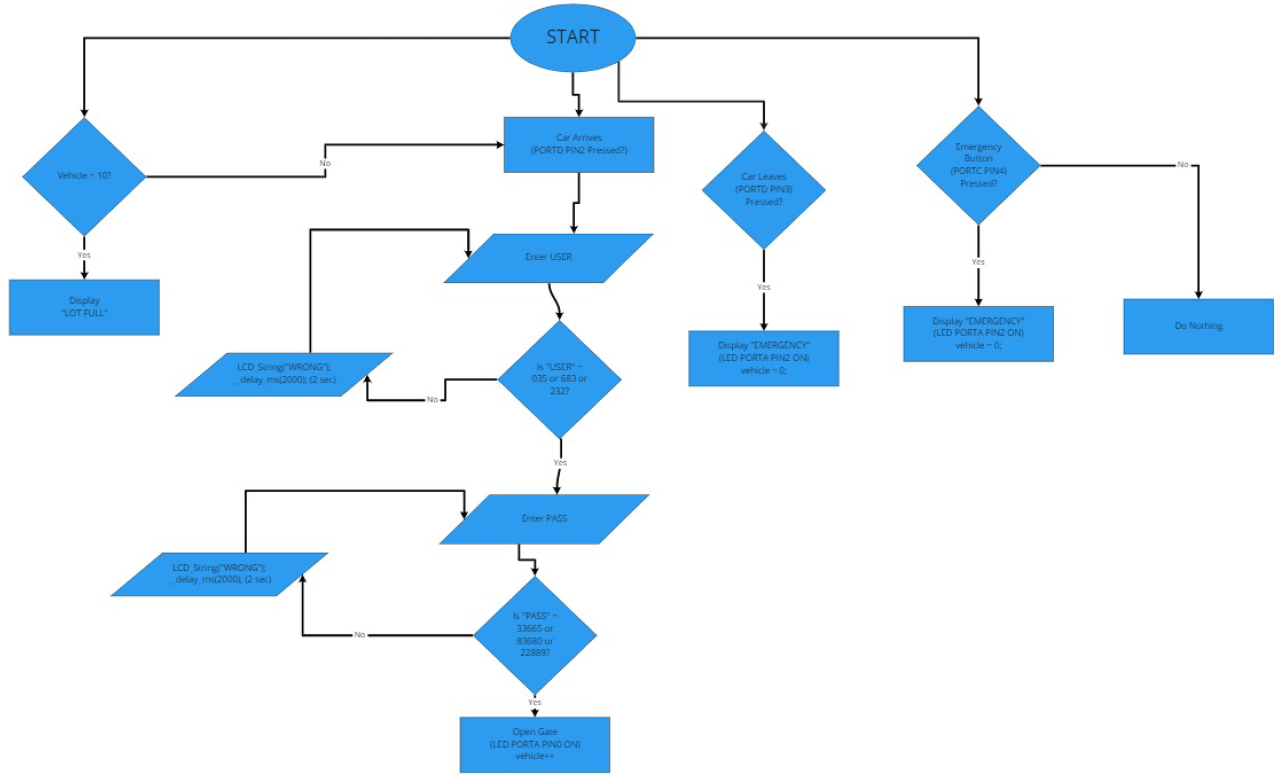 START
Vehicle = 10?
No
Yes
Display
"LOT FULL"
Car Arrives
(PORTD PIN2 Pressed?)
Enter USER
Is "USER" =
035 or 683 or
232?
No
LCD_String("WRONG");
__delay_ms(2000); (2 sec)
Yes
Enter PASS
Is "PASS" =
33665 or
83680 or
22889?
No
LCD_String("WRONG");
__delay_ms(2000); (2 sec)
Yes
Open Gate
(LED PORTA PIN0 ON)
vehicle++
Car Leaves
(PORTD PIN3)
Pressed?
Yes
Display "EMERGENCY"
(LED PORTA PIN2 ON)
vehicle = 0;
Emergency
Button
(PORTC PIN4)
Pressed?
Yes
Display "EMERGENCY"
(LED PORTA PIN2 ON)
vehicle = 0;
No
Do Nothing